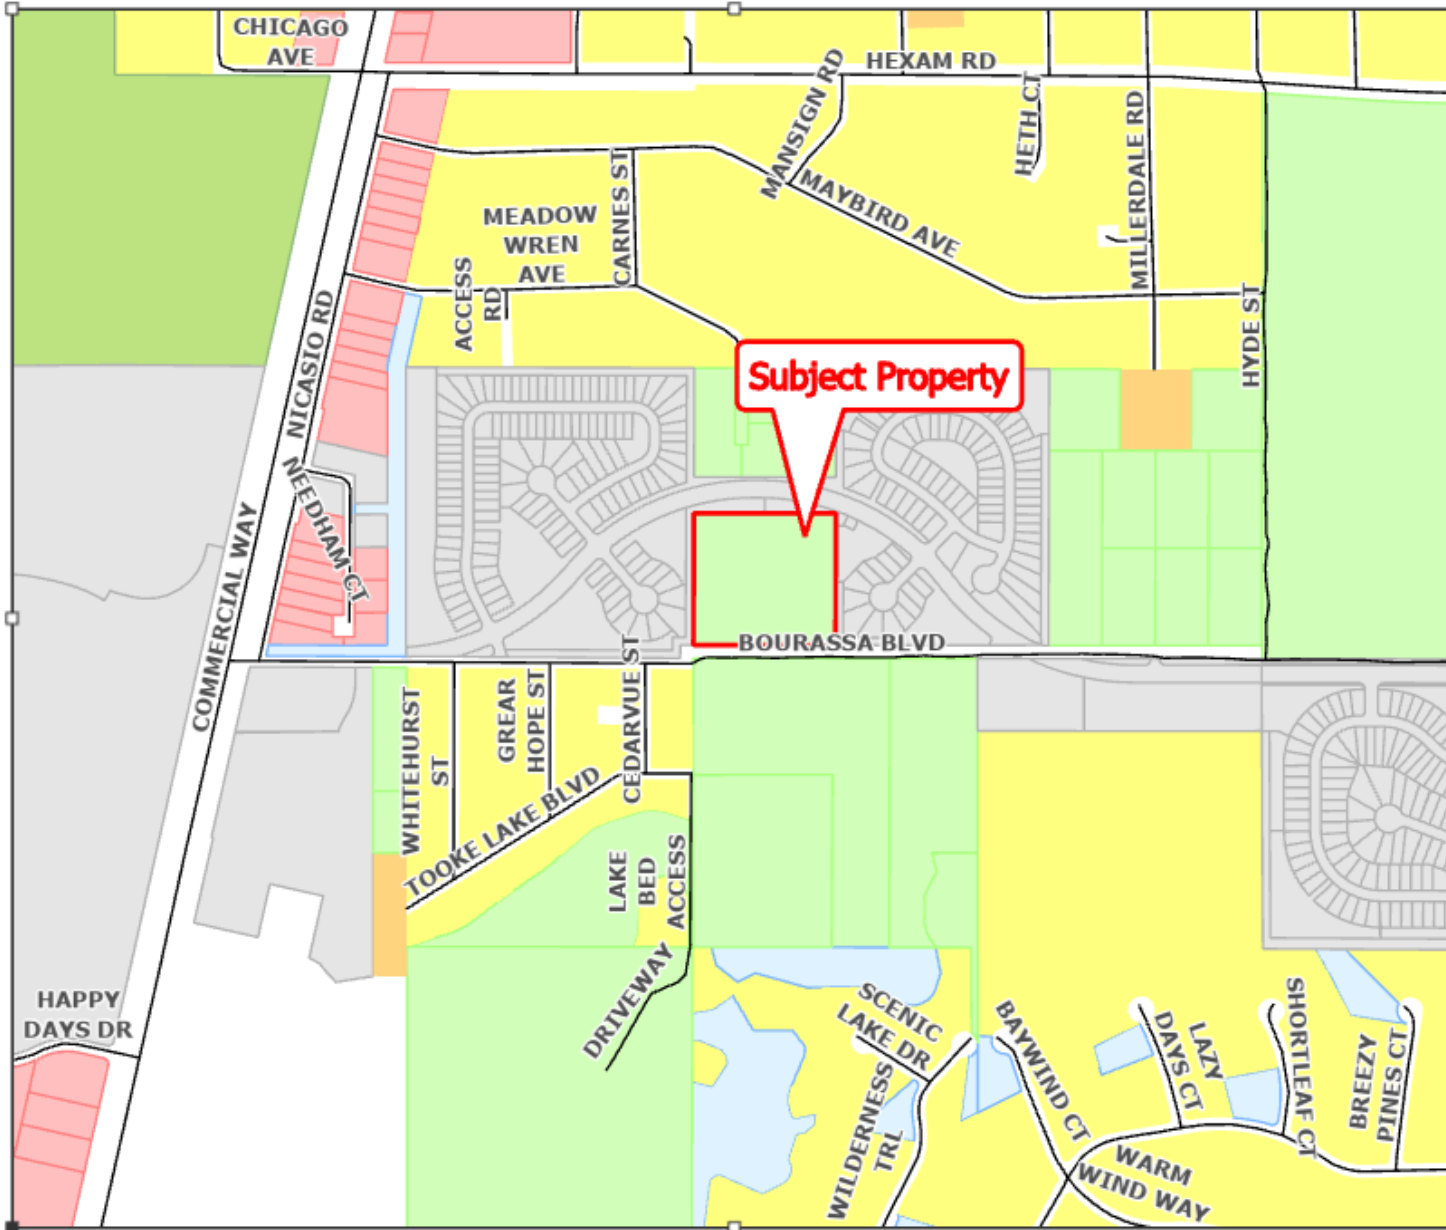 CHICAGO
AVE
HEXAM RD
MANSIGN RD
HETH CT
MILLERDALE RD
MAYBIRD AVE
CARNES ST
MEADOW
WREN
AVE
ACCESS
RD
NICASIO RD
HYDE ST
Subject Property
NEEDHAM CT
COMMERCIAL WAY
BOURASSA BLVD
WHITEHURST
ST
GREAR
HOPE ST
CEDARVUE ST
TOOKE LAKE BLVD
LAKE
BED
ACCESS
DRIVEWAY
HAPPY
DAYS DR
SCENIC
LAKE DR
BAYWIND CT
LAZY
DAYS CT
SHORTLEAF CT
BREEZY
PINES CT
WILDERNESS
TRL
WARM
WIND WAY